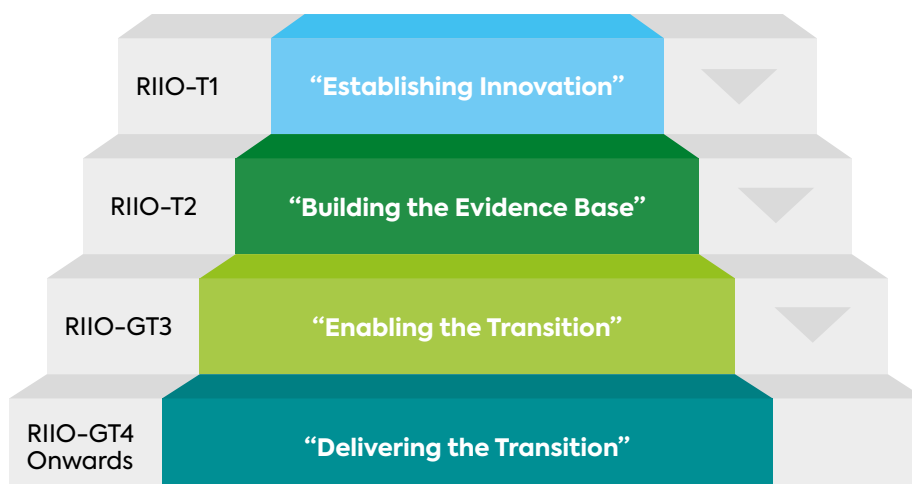 RIIO-T1
“Establishing Innovation”
RIIO-T2
“Building the Evidence Base”
RIIO-GT3
“Enabling the Transition”
RIIO-GT4
Onwards
“Delivering the Transition”